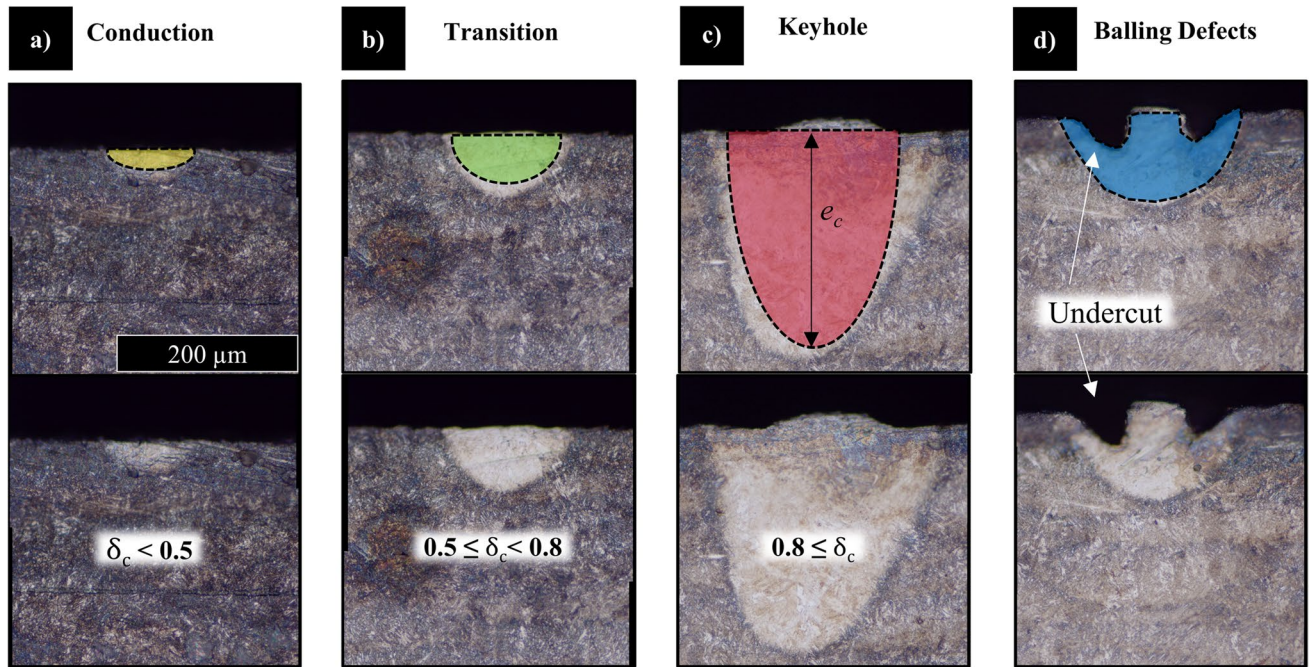 a) Conduction
b) Transition
c) Keyhole
d) Balling Defects
e_c
Undercut
200 µm
δ_c < 0.5
0.5 ≤ δ_c < 0.8
0.8 ≤ δ_c